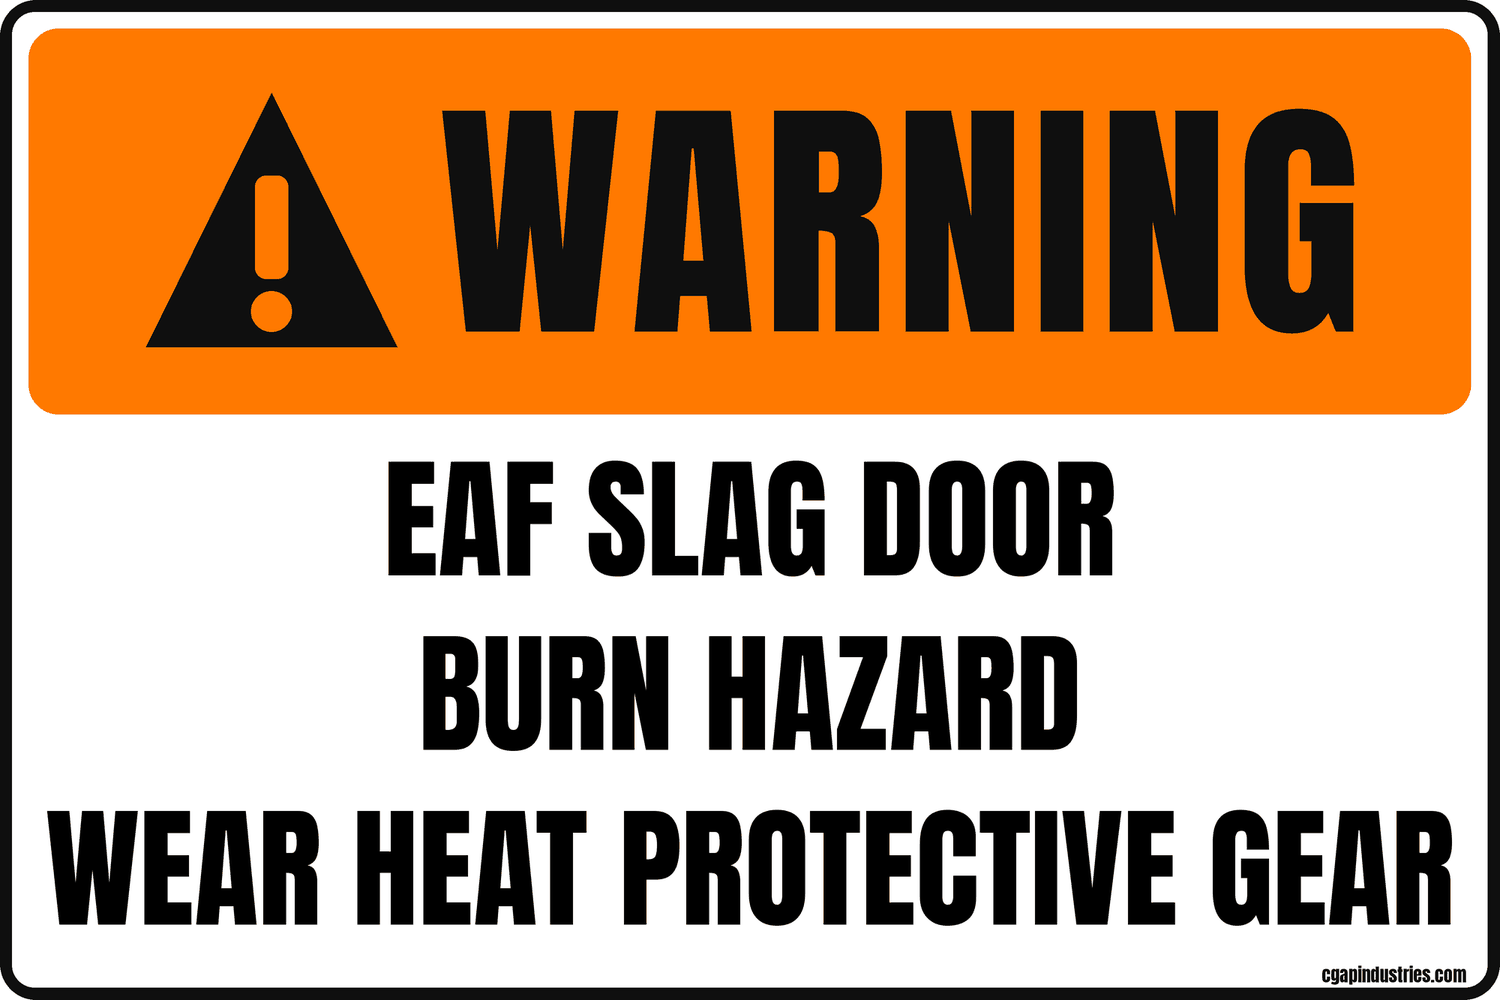 WARNING
EAF SLAG DOOR
BURN HAZARD
WEAR HEAT PROTECTIVE GEAR
cgapindustries.com